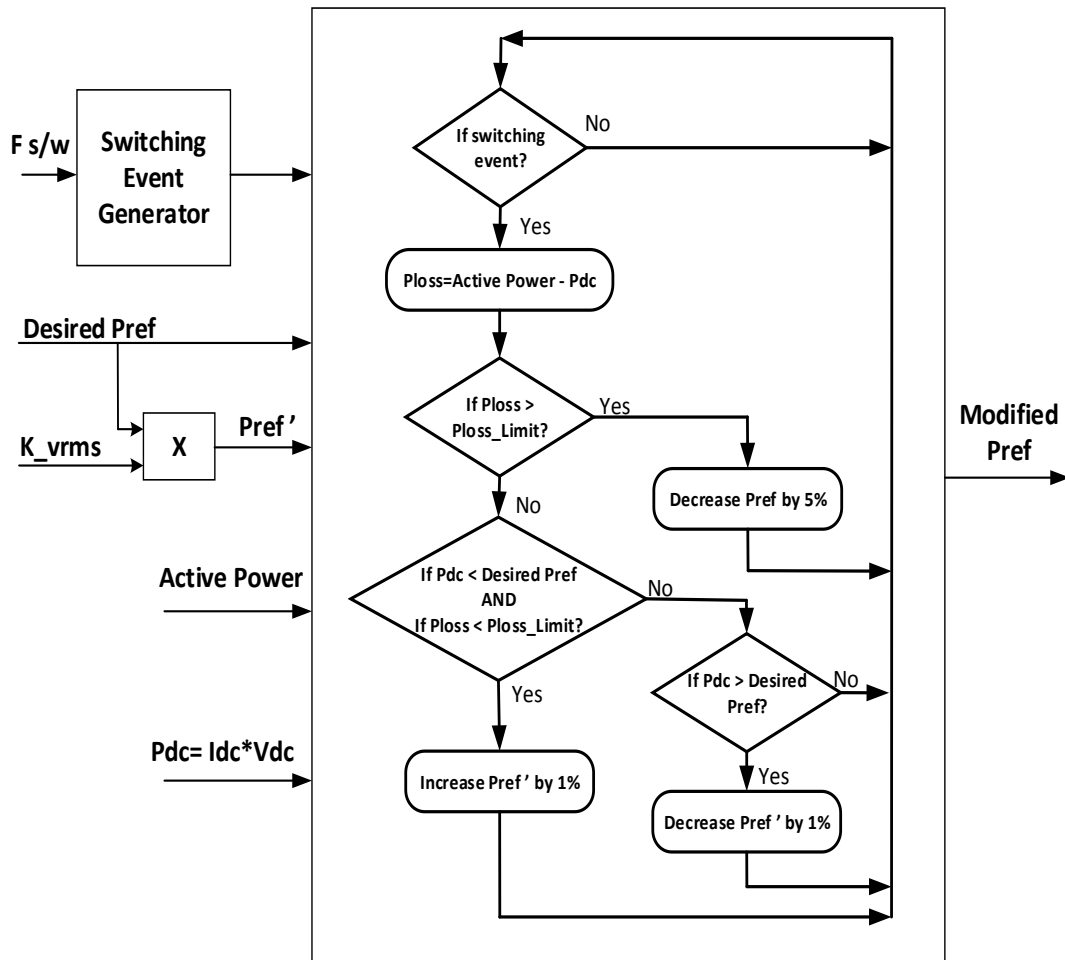 F s/w
Switching
Event
Generator
Desired Pref
K_vrms
X
Pref '
Active Power
Pdc= Idc*Vdc
If switching
event?
No
Yes
Ploss=Active Power - Pdc
If Ploss >
Ploss_Limit?
Yes
No
Decrease Pref by 5%
If Pdc < Desired Pref
AND
If Ploss < Ploss_Limit?
No
Yes
If Pdc > Desired
Pref?
No
Yes
Increase Pref ' by 1%
Decrease Pref ' by 1%
Modified
Pref